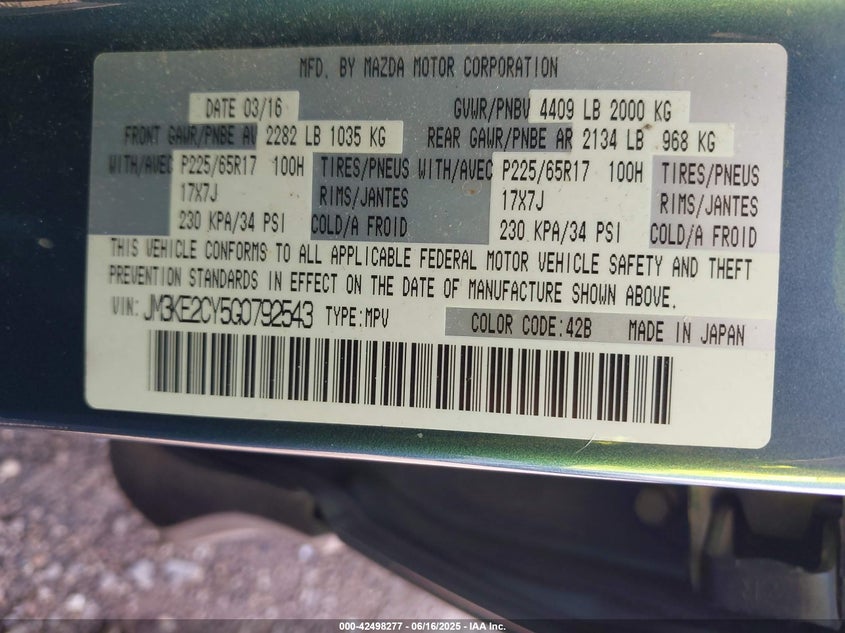 MFD. BY MAZDA MOTOR CORPORATION
DATE 03/16 GVWR/PNBV 4409 LB 2000 KG
FRONT GAWR/PNBE AV 2282 LB 1035 KG REAR GAWR/PNBE AR 2134 LB 968 KG
WITH/AVEC P225/65R17 100H TIRES/PNEUS WITH/AVEC P225/65R17 100H TIRES/PNEUS
17X7J RIMS/JANTES 17X7J RIMS/JANTES
230 KPA/34 PSI COLD/A FROID 230 KPA/34 PSI COLD/A FROID
THIS VEHICLE CONFORMS TO ALL APPLICABLE FEDERAL MOTOR VEHICLE SAFETY AND THEFT
PREVENTION STANDARDS IN EFFECT ON THE DATE OF MANUFACTURE SHOWN ABOVE.
VIN: JM3KE2CY5G0792543 TYPE:MPV COLOR CODE:42B MADE IN JAPAN
000-42498277 - 06/16/2025 - IAA Inc.